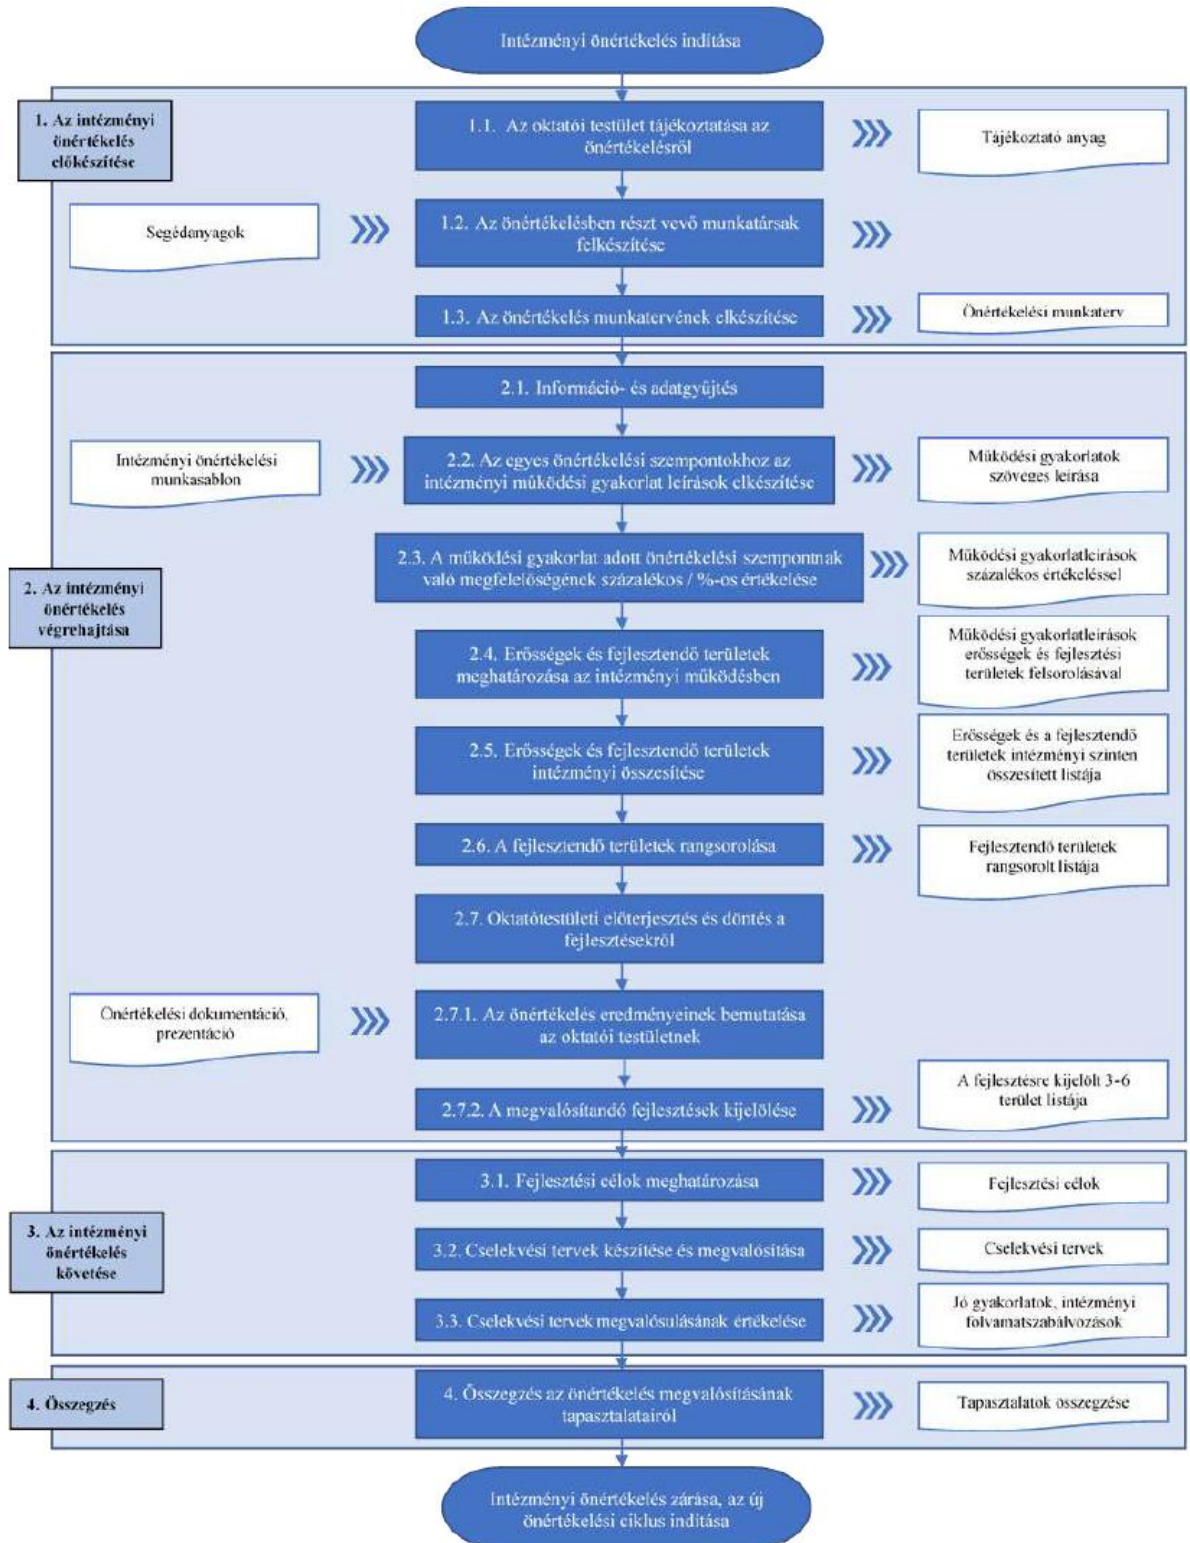 Intézményi önértékelés indítása
1. Az intézményi
önértékelés
előkészítése
1.1. Az oktatói testület tájékoztatása az
önértékelésről
Tájékoztató anyag
Segédanyagok
1.2. Az önértékelésben részt vevő munkatársak
felkészítése
1.3. Az önértékelés munkatervének elkészítése
Önértékelési munkaterv
2. Az intézményi
önértékelés
végrehajtása
2.1. Információ- és adatgyűjtés
Intézményi önértékelési
munkasablon
2.2. Az egyes önértékelési szempontokhoz az
intézményi működési gyakorlat leírások elkészítése
Működési gyakorlatok
szöveges leírása
2.3. A működési gyakorlat adott önértékelési szempontnak
való megfelelőségének százalékos / %-os értékelése
Működési gyakorlatleírások
százalékos értékeléssel
2.4. Erősségek és fejlesztendő területek
meghatározása az intézményi működésben
Működési gyakorlatleírások
erősségek és fejlesztési
területek felsorolásával
2.5. Erősségek és fejlesztendő területek
intézményi összesítése
Erősségek és a fejlesztendő
területek intézményi szinten
összesített listája
2.6. A fejlesztendő területek rangsorolása
Fejlesztendő területek
rangsorolt listája
2.7. Oktatótestületi előterjesztés és döntés a
fejlesztésekről
Önértékelési dokumentáció,
prezentáció
2.7.1. Az önértékelés eredményeinek bemutatása
az oktatói testületnek
2.7.2. A megvalósítandó fejlesztések kijelölése
A fejlesztésre kijelölt 3-6
terület listája
3. Az intézményi
önértékelés
követése
3.1. Fejlesztési célok meghatározása
Fejlesztési célok
3.2. Cselekvési tervek készítése és megvalósítása
Cselekvési tervek
3.3. Cselekvési tervek megvalósulásának értékelése
Jó gyakorlatok, intézményi
folyamatszabályozások
4. Összegzés
4. Összegzés az önértékelés megvalósításának
tapasztalatairól
Tapasztalatok összegzése
Intézményi önértékelés zárása, az új
önértékelési ciklus indítása